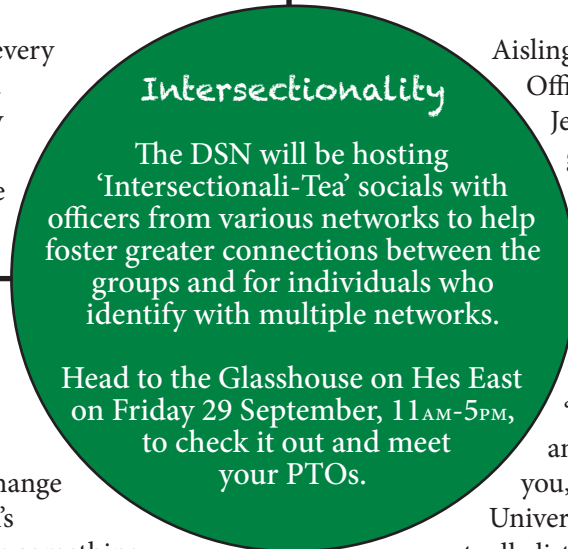 every
Intersectionality
The DSN will be hosting
‘Intersectionali-Tea’ socials with
officers from various networks to help
foster greater connections between the
groups and for individuals who
identify with multiple networks.
Head to the Glasshouse on Hes East
on Friday 29 September, 11AM-5PM,
to check it out and meet
your PTOs.
hange
’s
something
Aisling
Offi
Je
an
you,
Univer